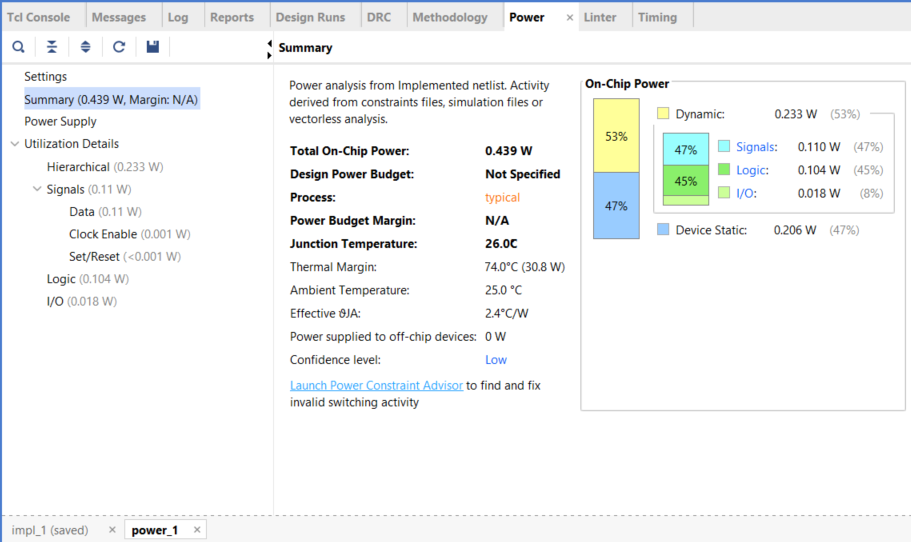 Tcl Console Messages Log Reports Design Runs DRC Methodology Power × Linter Timing
Summary
Settings
Summary (0.439 W, Margin: N/A)
Power Supply
Utilization Details
Hierarchical (0.233 W)
Signals (0.11 W)
Data (0.11 W)
Clock Enable (0.001 W)
Set/Reset (<0.001 W)
Logic (0.104 W)
I/O (0.018 W)
Power analysis from Implemented netlist. Activity
derived from constraints files, simulation files or
vectorless analysis.
Total On-Chip Power: 0.439 W
Design Power Budget: Not Specified
Process: typical
Power Budget Margin: N/A
Junction Temperature: 26.0°C
Thermal Margin: 74.0°C (30.8 W)
Ambient Temperature: 25.0 °C
Effective ϑJA: 2.4°C/W
Power supplied to off-chip devices: 0 W
Confidence level: Low
Launch Power Constraint Advisor to find and fix
invalid switching activity
On-Chip Power
53%
47%
Dynamic: 0.233 W (53%)
47%
45%
Signals: 0.110 W (47%)
Logic: 0.104 W (45%)
I/O: 0.018 W (8%)
Device Static: 0.206 W (47%)
impl_1 (saved) × power_1 ×